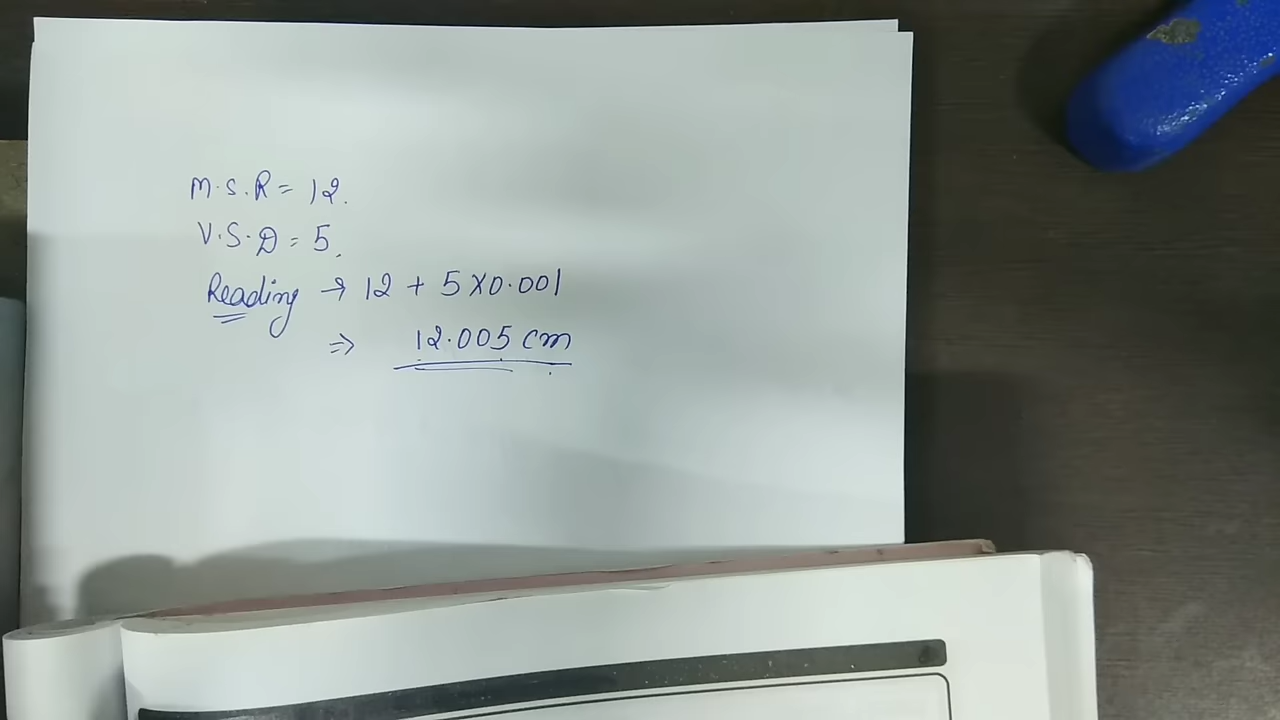 M.S.R = 12.
V.S.D = 5.
Reading → 12 + 5 X 0.001
⇒ 12.005 cm